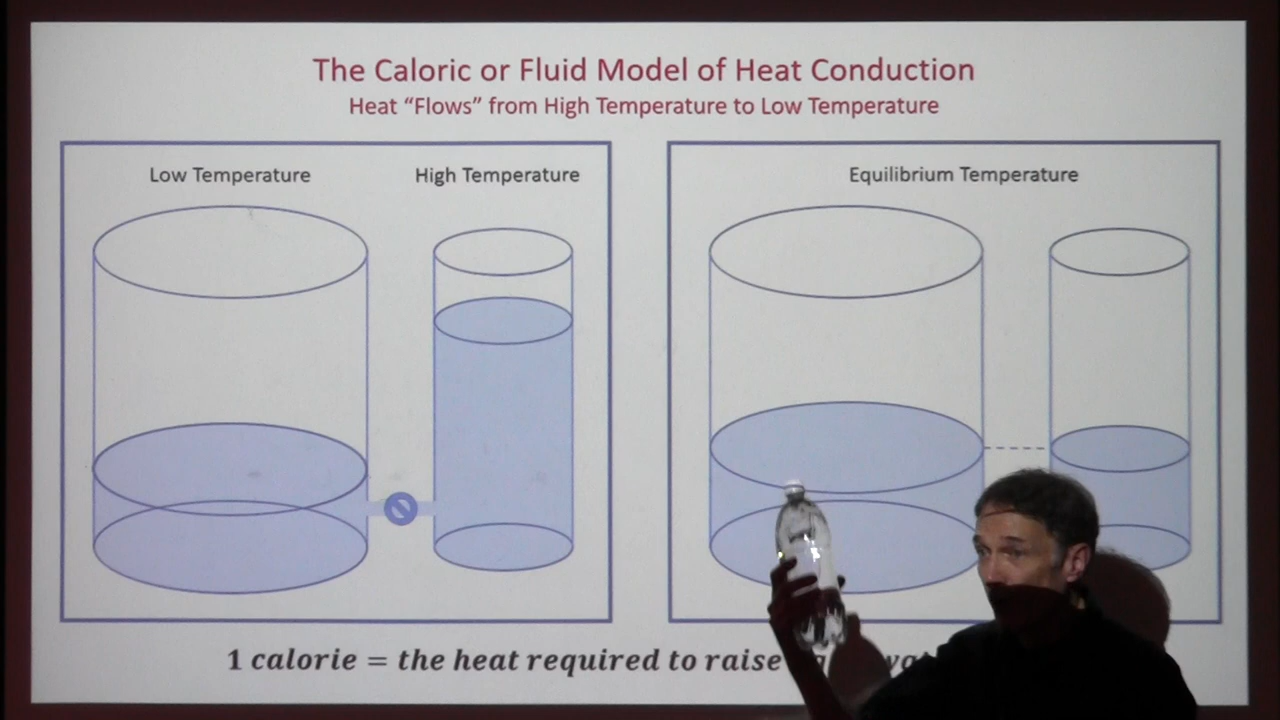 The Caloric or Fluid Model of Heat Conduction
Heat “Flows” from High Temperature to Low Temperature
Low Temperature
High Temperature
Equilibrium Temperature
1 calorie = the heat required to raise